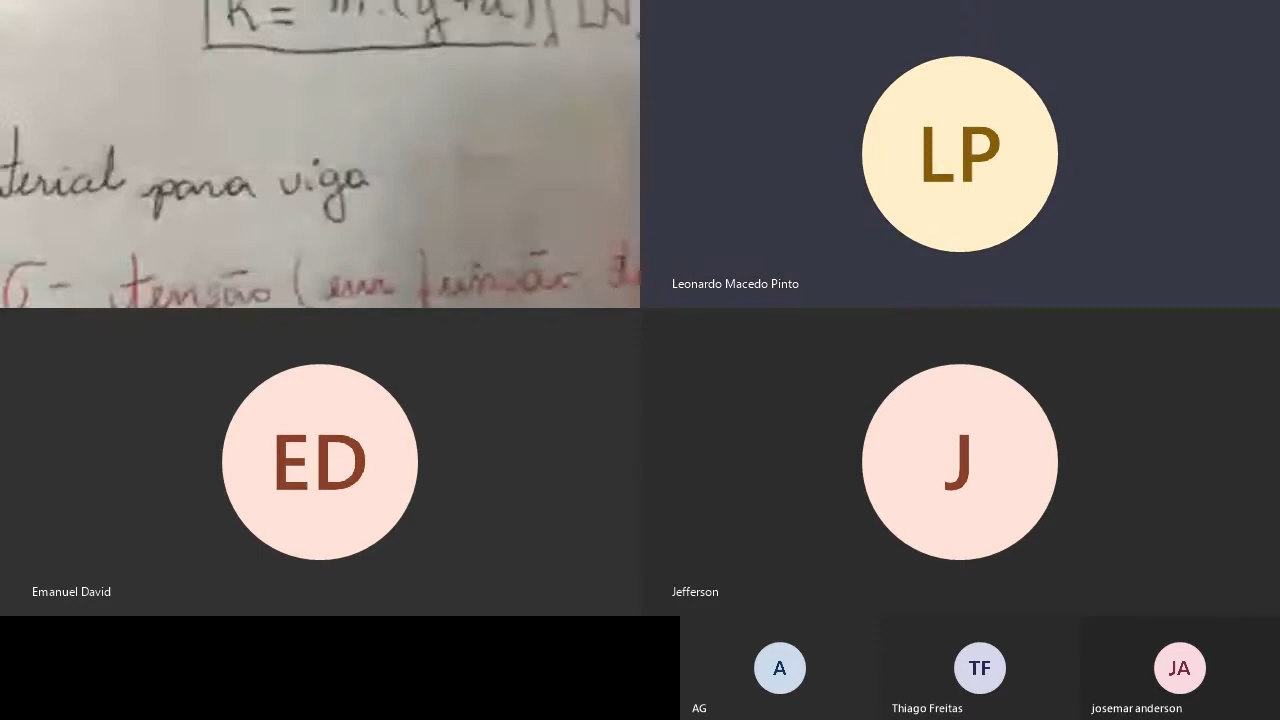 R = m.(g+a) [N
terial para viga
σ - tensão (em função d
LP
Leonardo Macedo Pinto
ED
Emanuel David
J
Jefferson
A
AG
TF
Thiago Freitas
JA
josemar anderson